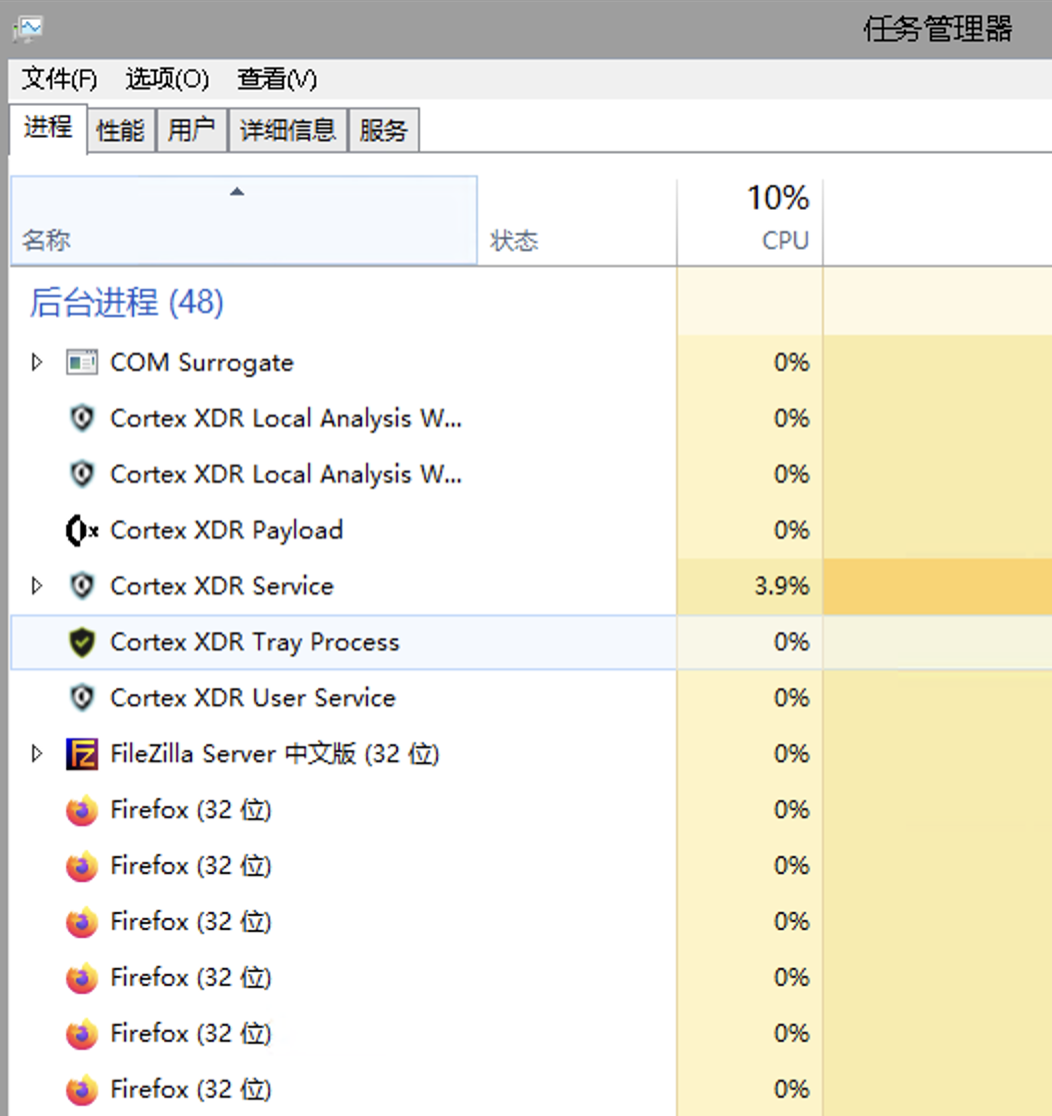 任务管理器
文件(F) 选项(O) 查看(V)
进程 性能 用户 详细信息 服务
10%
名称 状态 CPU
后台进程 (48)
COM Surrogate 0%
Cortex XDR Local Analysis W... 0%
Cortex XDR Local Analysis W... 0%
Cortex XDR Payload 0%
Cortex XDR Service 3.9%
Cortex XDR Tray Process 0%
Cortex XDR User Service 0%
FileZilla Server 中文版 (32 位) 0%
Firefox (32 位) 0%
Firefox (32 位) 0%
Firefox (32 位) 0%
Firefox (32 位) 0%
Firefox (32 位) 0%
Firefox (32 位) 0%